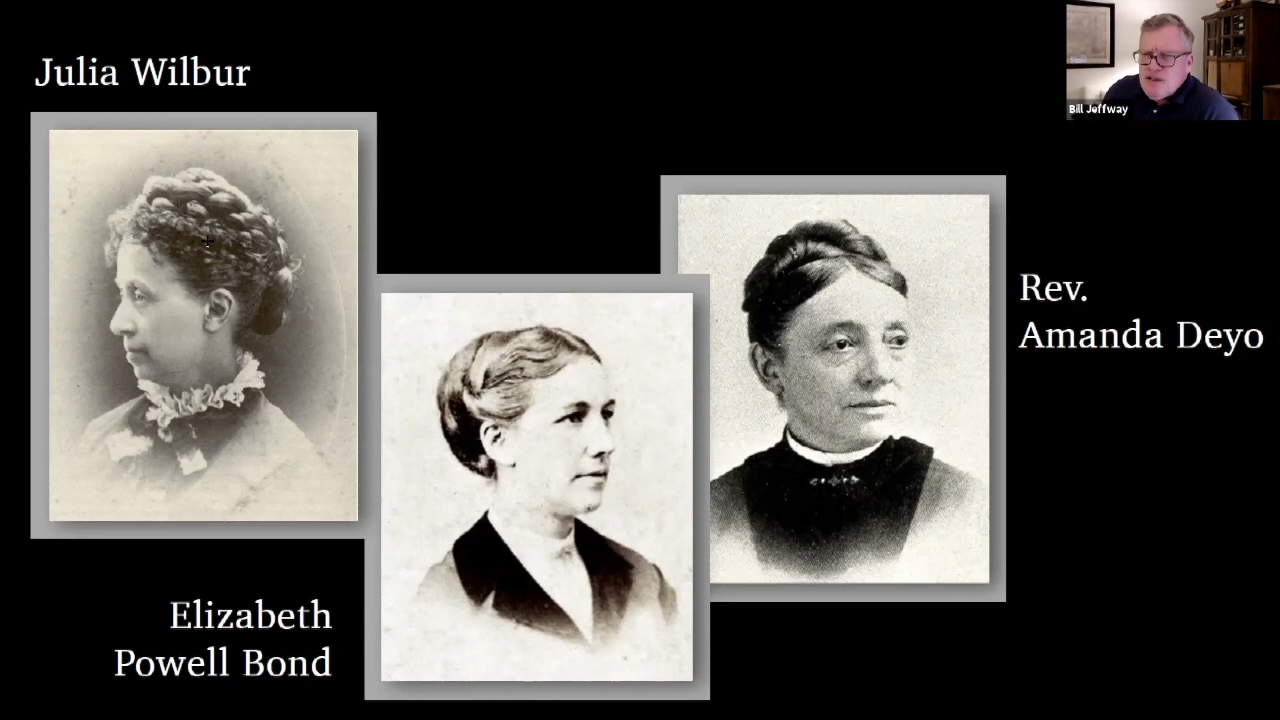 Julia Wilbur
Bill Jeffway
Rev.
Amanda Deyo
Elizabeth
Powell Bond